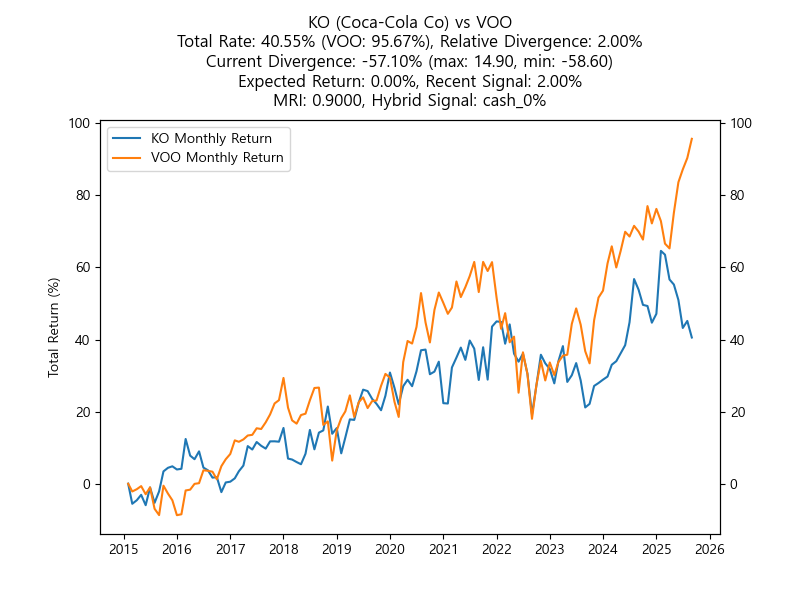 KO (Coca-Cola Co) vs VOO
Total Rate: 40.55% (VOO: 95.67%), Relative Divergence: 2.00%
Current Divergence: -57.10% (max: 14.90, min: -58.60)
Expected Return: 0.00%, Recent Signal: 2.00%
MRI: 0.9000, Hybrid Signal: cash_0%
KO Monthly Return
VOO Monthly Return
Total Return (%)
100
80
60
40
20
0
100
80
60
40
20
0
2015 2016 2017 2018 2019 2020 2021 2022 2023 2024 2025 2026